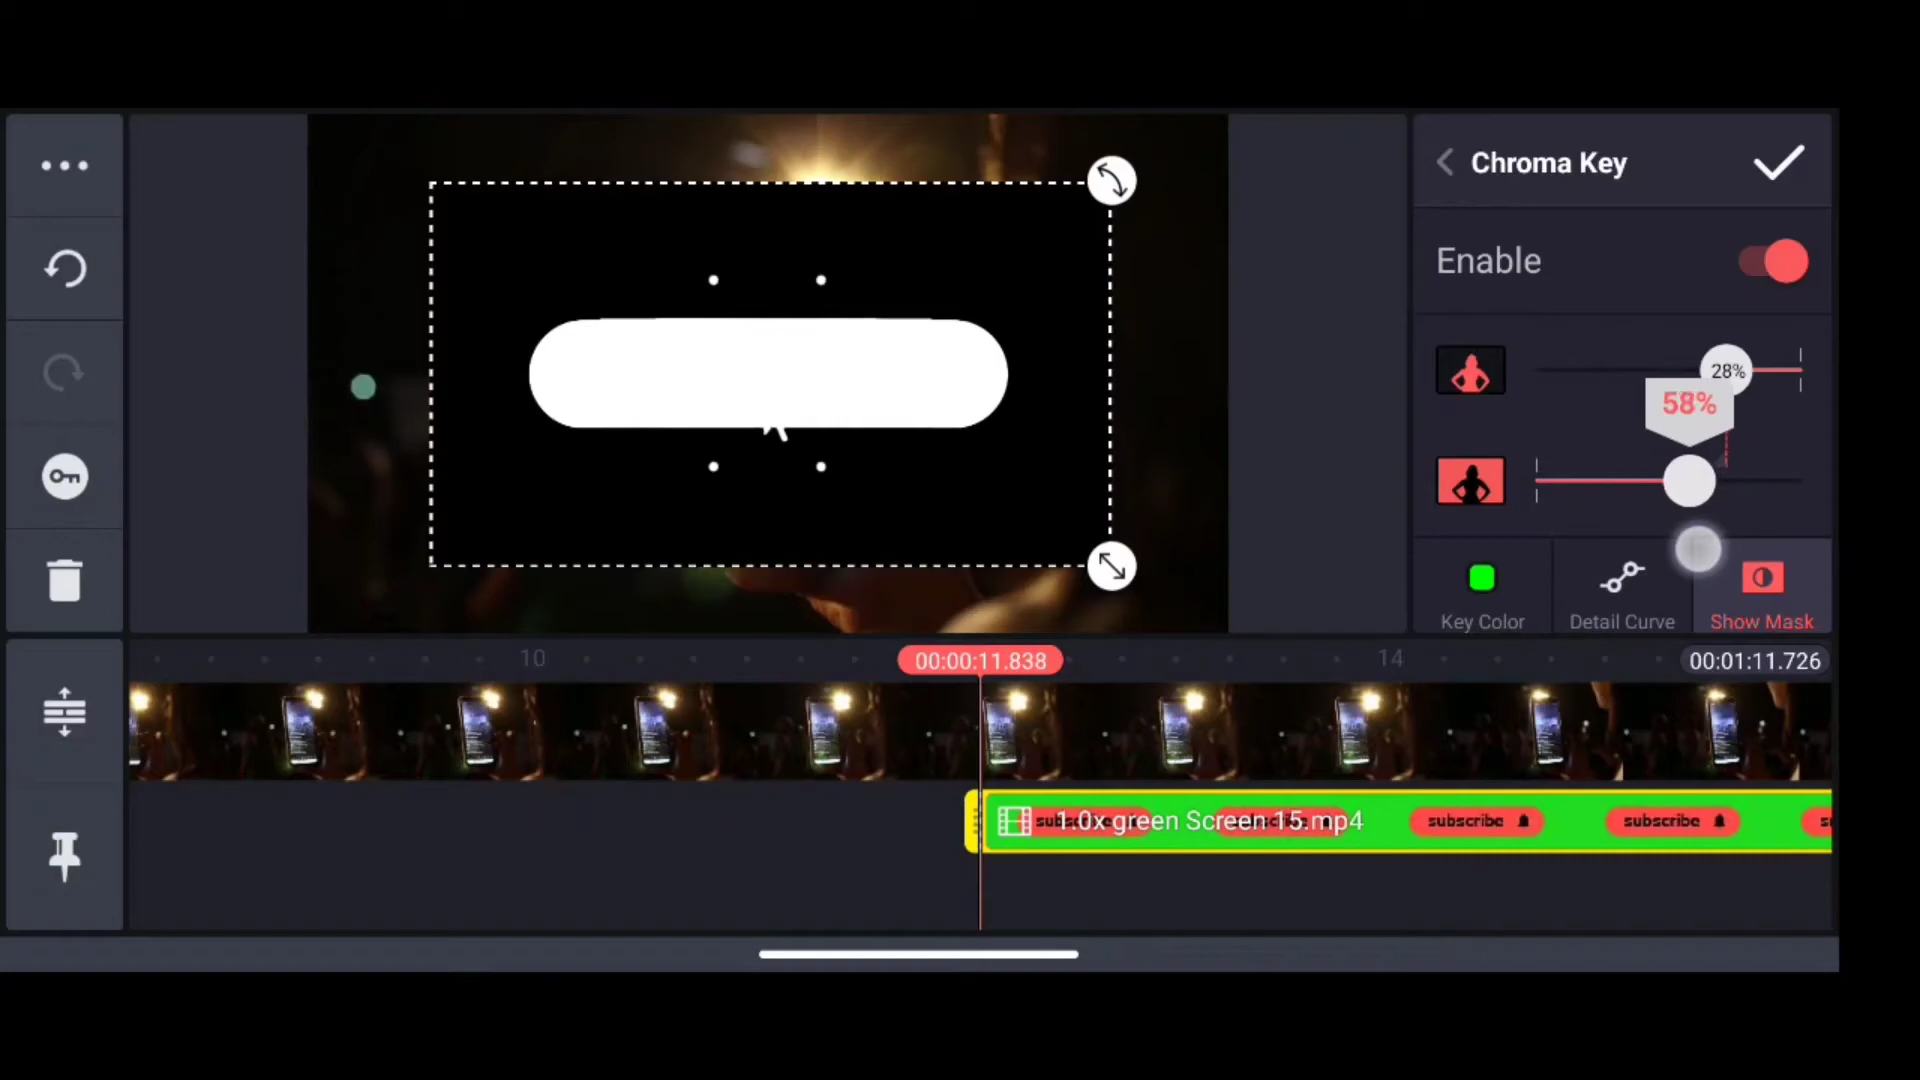 Chroma Key
Enable
28%
58%
Key Color
Detail Curve
Show Mask
10
00:00:11.838
14
00:01:11.726
1.0x green Screen 15.mp4
subscribe
subscribe